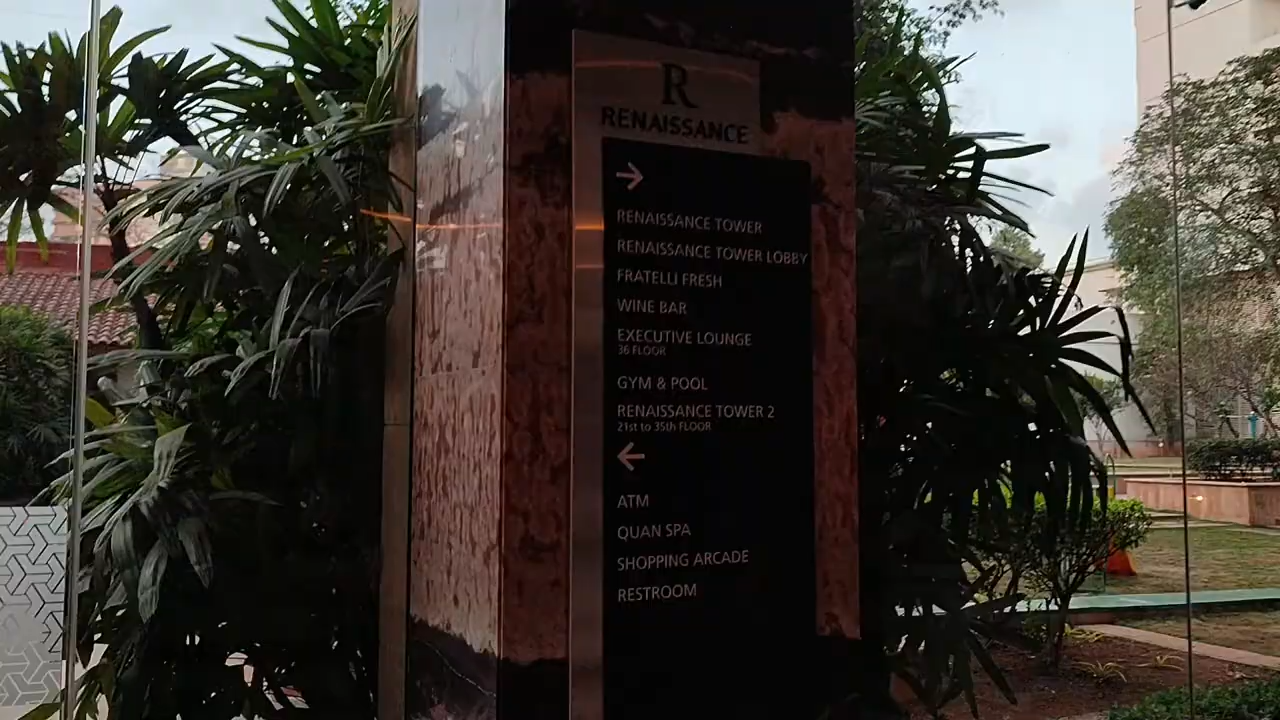 R
RENAISSANCE
→
RENAISSANCE TOWER
RENAISSANCE TOWER LOBBY
FRATELLI FRESH
WINE BAR
EXECUTIVE LOUNGE
36 FLOOR
GYM & POOL
RENAISSANCE TOWER 2
21st to 35th FLOOR
←
ATM
QUAN SPA
SHOPPING ARCADE
RESTROOM